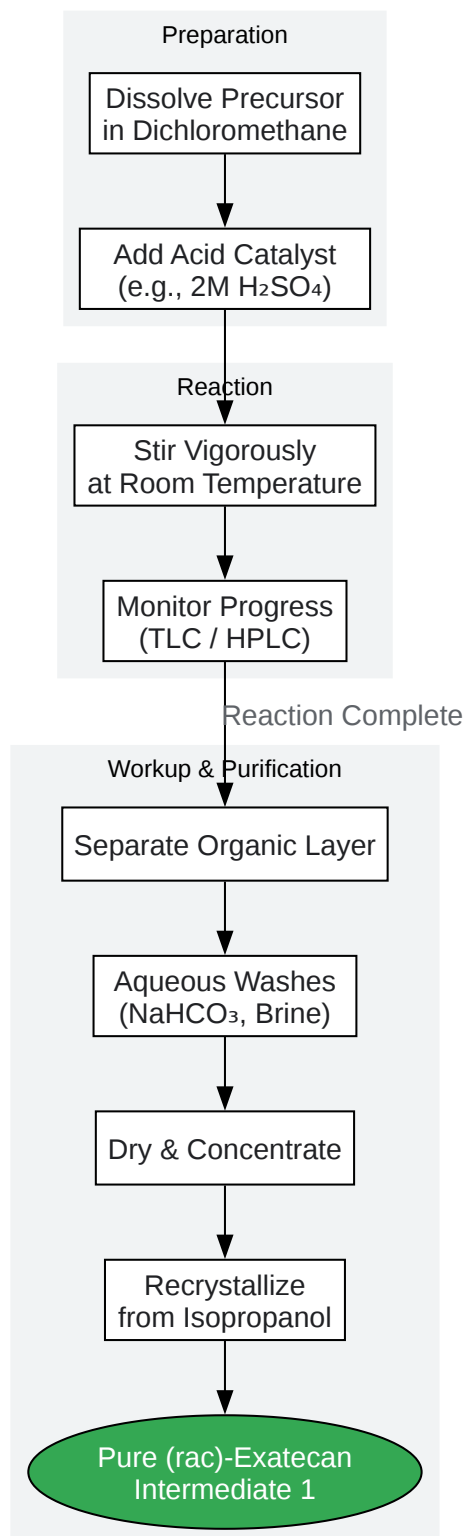 Preparation
Dissolve Precursor
in Dichloromethane
Add Acid Catalyst
(e.g., 2M H₂SO₄)
Reaction
Stir Vigorously
at Room Temperature
Monitor Progress
(TLC / HPLC)
Reaction Complete
Workup & Purification
Separate Organic Layer
Aqueous Washes
(NaHCO₃, Brine)
Dry & Concentrate
Recrystallize
from Isopropanol
Pure (rac)-Exatecan
Intermediate 1